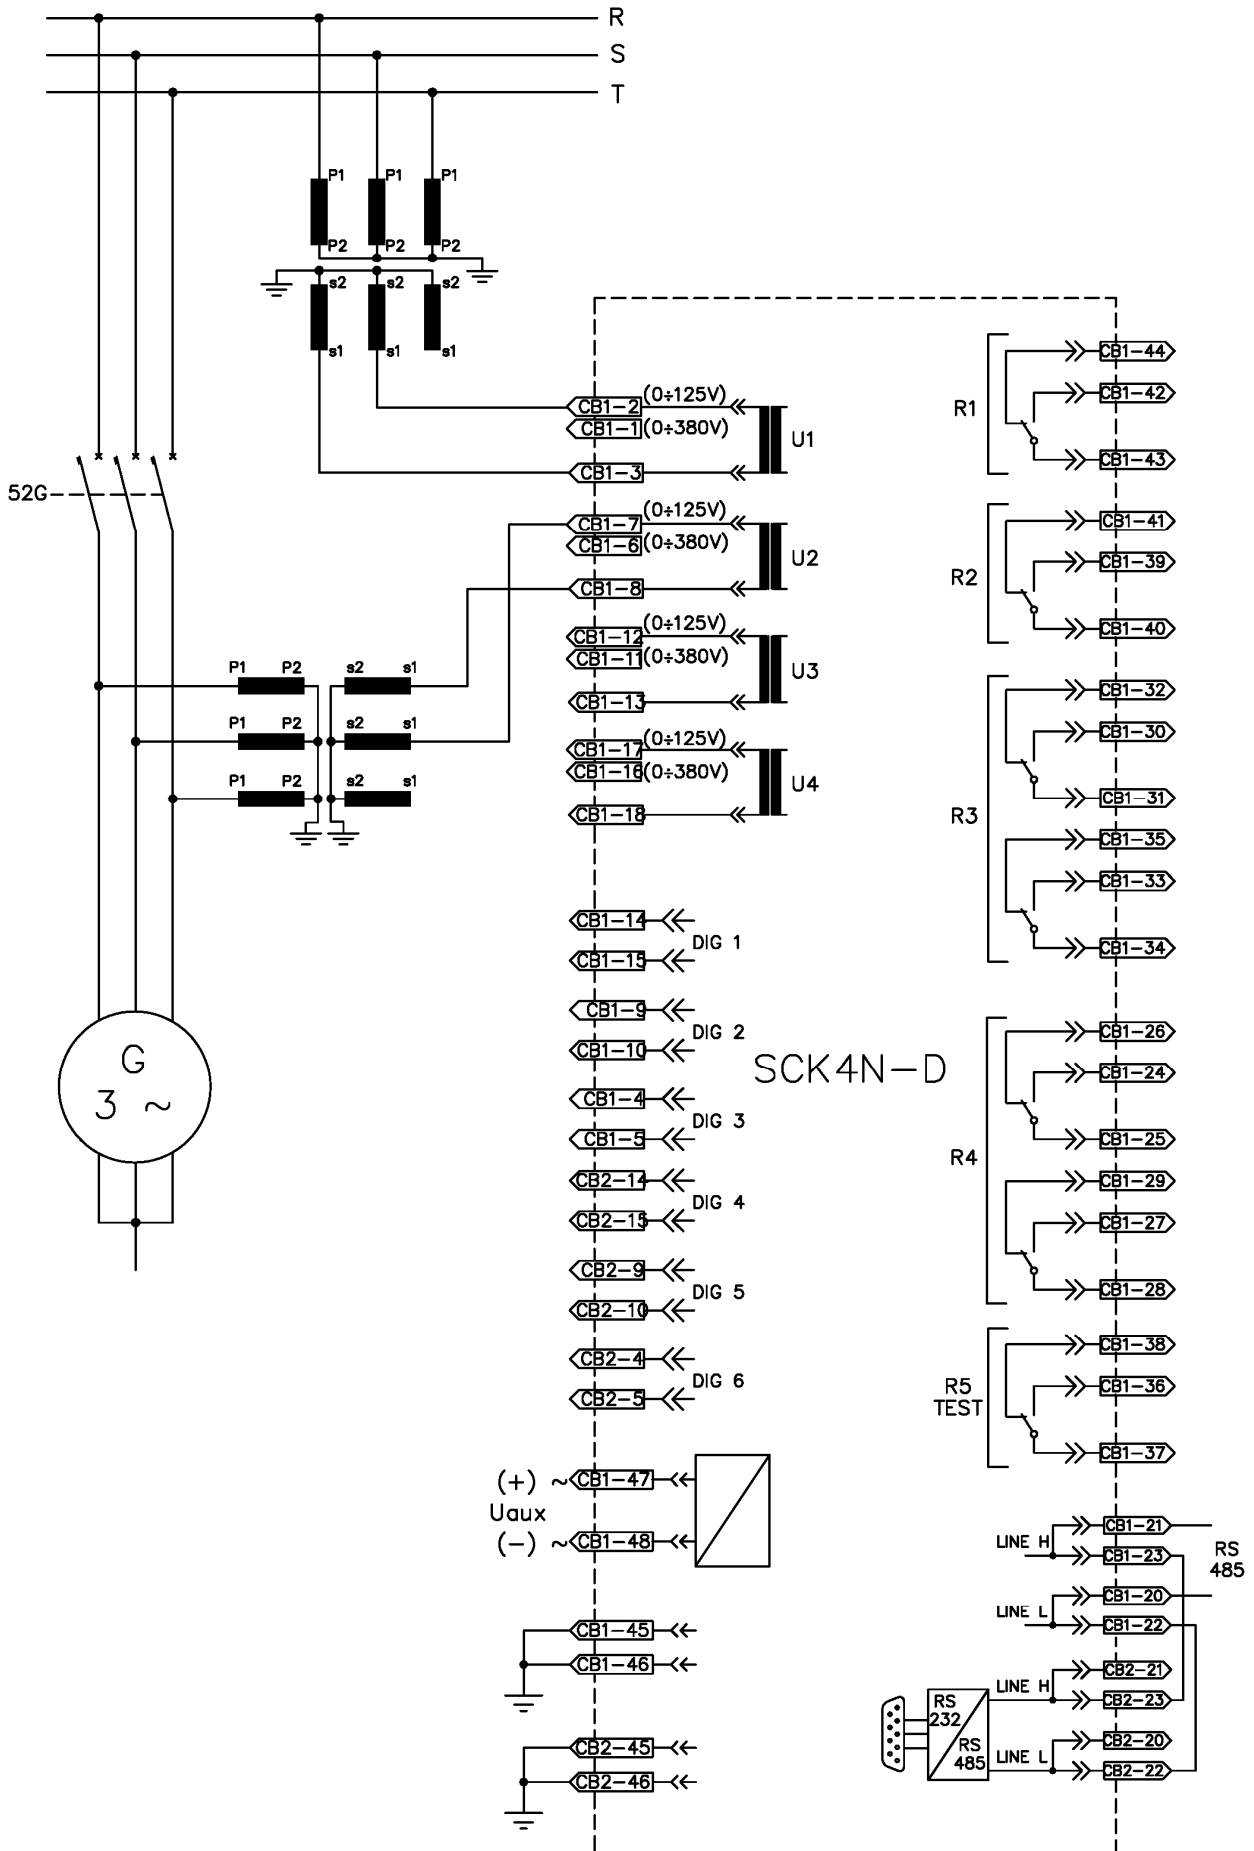 R
S
T
P1 P1 P1
P2 P2 P2
s2 s2 s2
s1 s1 s1
52G
CB1-2 (0÷125V)
CB1-1 (0÷380V)
U1
CB1-3
CB1-7 (0÷125V)
CB1-6 (0÷380V)
U2
CB1-8
CB1-12 (0÷125V)
CB1-11 (0÷380V)
U3
CB1-13
CB1-17 (0÷125V)
CB1-16 (0÷380V)
U4
CB1-18
P1 P2 s2 s1
P1 P2 s2 s1
P1 P2 s2 s1
G
3 ~
CB1-14
DIG 1
CB1-15
CB1-9
DIG 2
CB1-10
CB1-4
DIG 3
CB1-5
CB2-14
DIG 4
CB2-15
CB2-9
DIG 5
CB2-10
CB2-4
DIG 6
CB2-5
SCK4N-D
(+) ~ CB1-47
Uaux
(-) ~ CB1-48
CB1-45
CB1-46
CB2-45
CB2-46
CB1-44
CB1-42
R1
CB1-43
CB1-41
CB1-39
R2
CB1-40
CB1-32
CB1-30
CB1-31
R3
CB1-35
CB1-33
CB1-34
CB1-26
CB1-24
CB1-25
R4
CB1-29
CB1-27
CB1-28
CB1-38
CB1-36
R5
TEST
CB1-37
CB1-21
LINE H
CB1-23
RS
485
CB1-20
LINE L
CB1-22
CB2-21
LINE H
CB2-23
RS
232
RS
485
CB2-20
LINE L
CB2-22